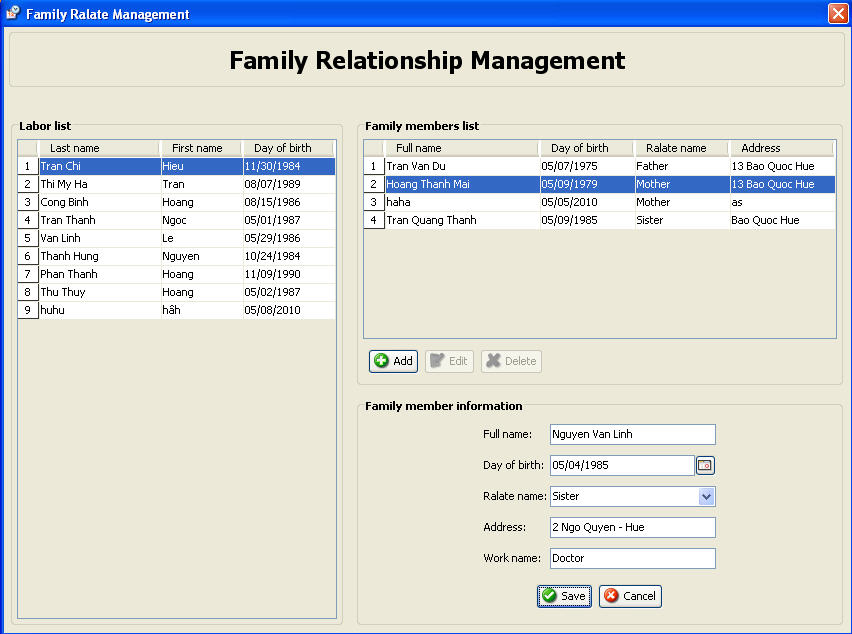 Family Ralate Management
Family Relationship Management
Labor list
Last name First name Day of birth
1 Tran Chi Hieu 11/30/1984
2 Thi My Ha Tran 08/07/1989
3 Cong Binh Hoang 08/15/1986
4 Tran Thanh Ngoc 05/01/1987
5 Van Linh Le 05/29/1986
6 Thanh Hung Nguyen 10/24/1984
7 Phan Thanh Hoang 11/09/1990
8 Thu Thuy Hoang 05/02/1987
9 huhu hâh 05/08/2010
Family members list
Full name Day of birth Ralate name Address
1 Tran Van Du 05/07/1975 Father 13 Bao Quoc Hue
2 Hoang Thanh Mai 05/09/1979 Mother 13 Bao Quoc Hue
3 haha 05/05/2010 Mother as
4 Tran Quang Thanh 05/09/1985 Sister Bao Quoc Hue
Add Edit Delete
Family member information
Full name: Nguyen Van Linh
Day of birth: 05/04/1985
Ralate name: Sister
Address: 2 Ngo Quyen - Hue
Work name: Doctor
Save Cancel